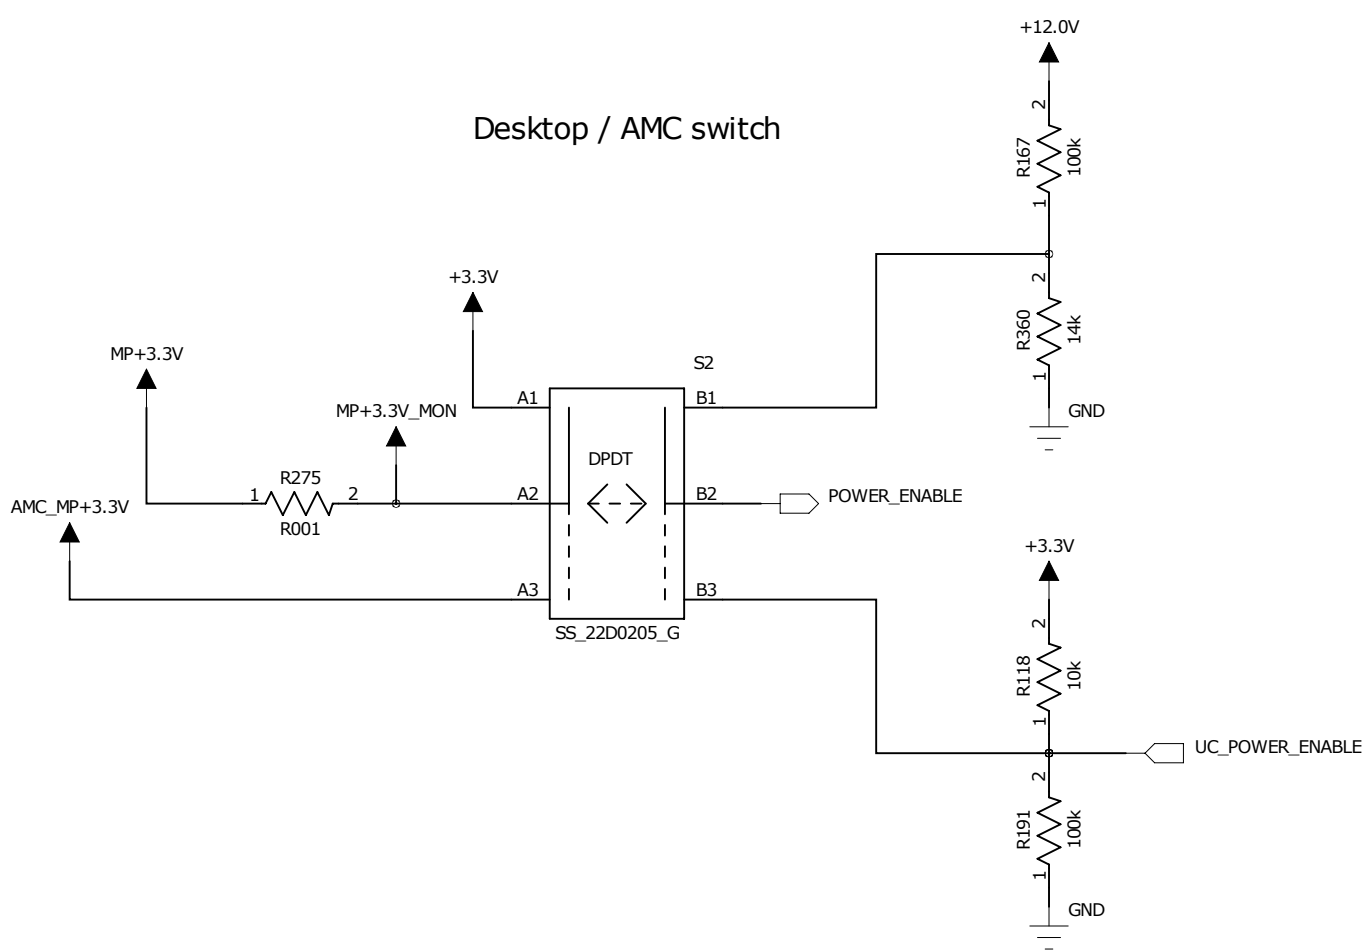 +12.0V
2
R167
100k
1
Desktop / AMC switch
2
R360
14k
1
GND
+3.3V
MP+3.3V
S2
A1
B1
MP+3.3V_MON
DPDT
R275
1
2
R001
A2
B2
POWER_ENABLE
AMC_MP+3.3V
A3
B3
SS_22D0205_G
+3.3V
2
R118
10k
1
UC_POWER_ENABLE
2
R191
100k
1
GND